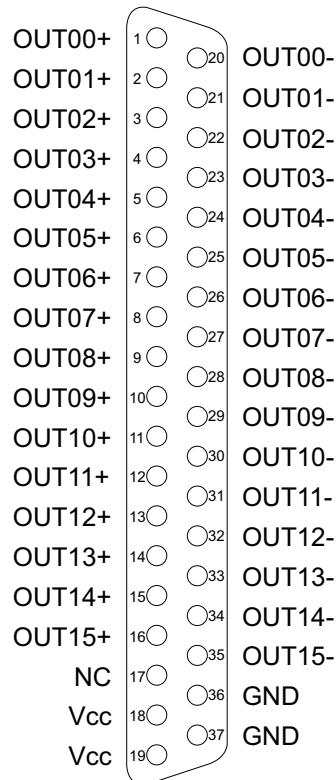 OUT00+ 1
20 OUT00-
OUT01+ 2
21 OUT01-
OUT02+ 3
22 OUT02-
OUT03+ 4
23 OUT03-
OUT04+ 5
24 OUT04-
OUT05+ 6
25 OUT05-
OUT06+ 7
26 OUT06-
OUT07+ 8
27 OUT07-
OUT08+ 9
28 OUT08-
OUT09+ 10
29 OUT09-
OUT10+ 11
30 OUT10-
OUT11+ 12
31 OUT11-
OUT12+ 13
32 OUT12-
OUT13+ 14
33 OUT13-
OUT14+ 15
34 OUT14-
OUT15+ 16
35 OUT15-
NC 17
36 GND
Vcc 18
37 GND
Vcc 19